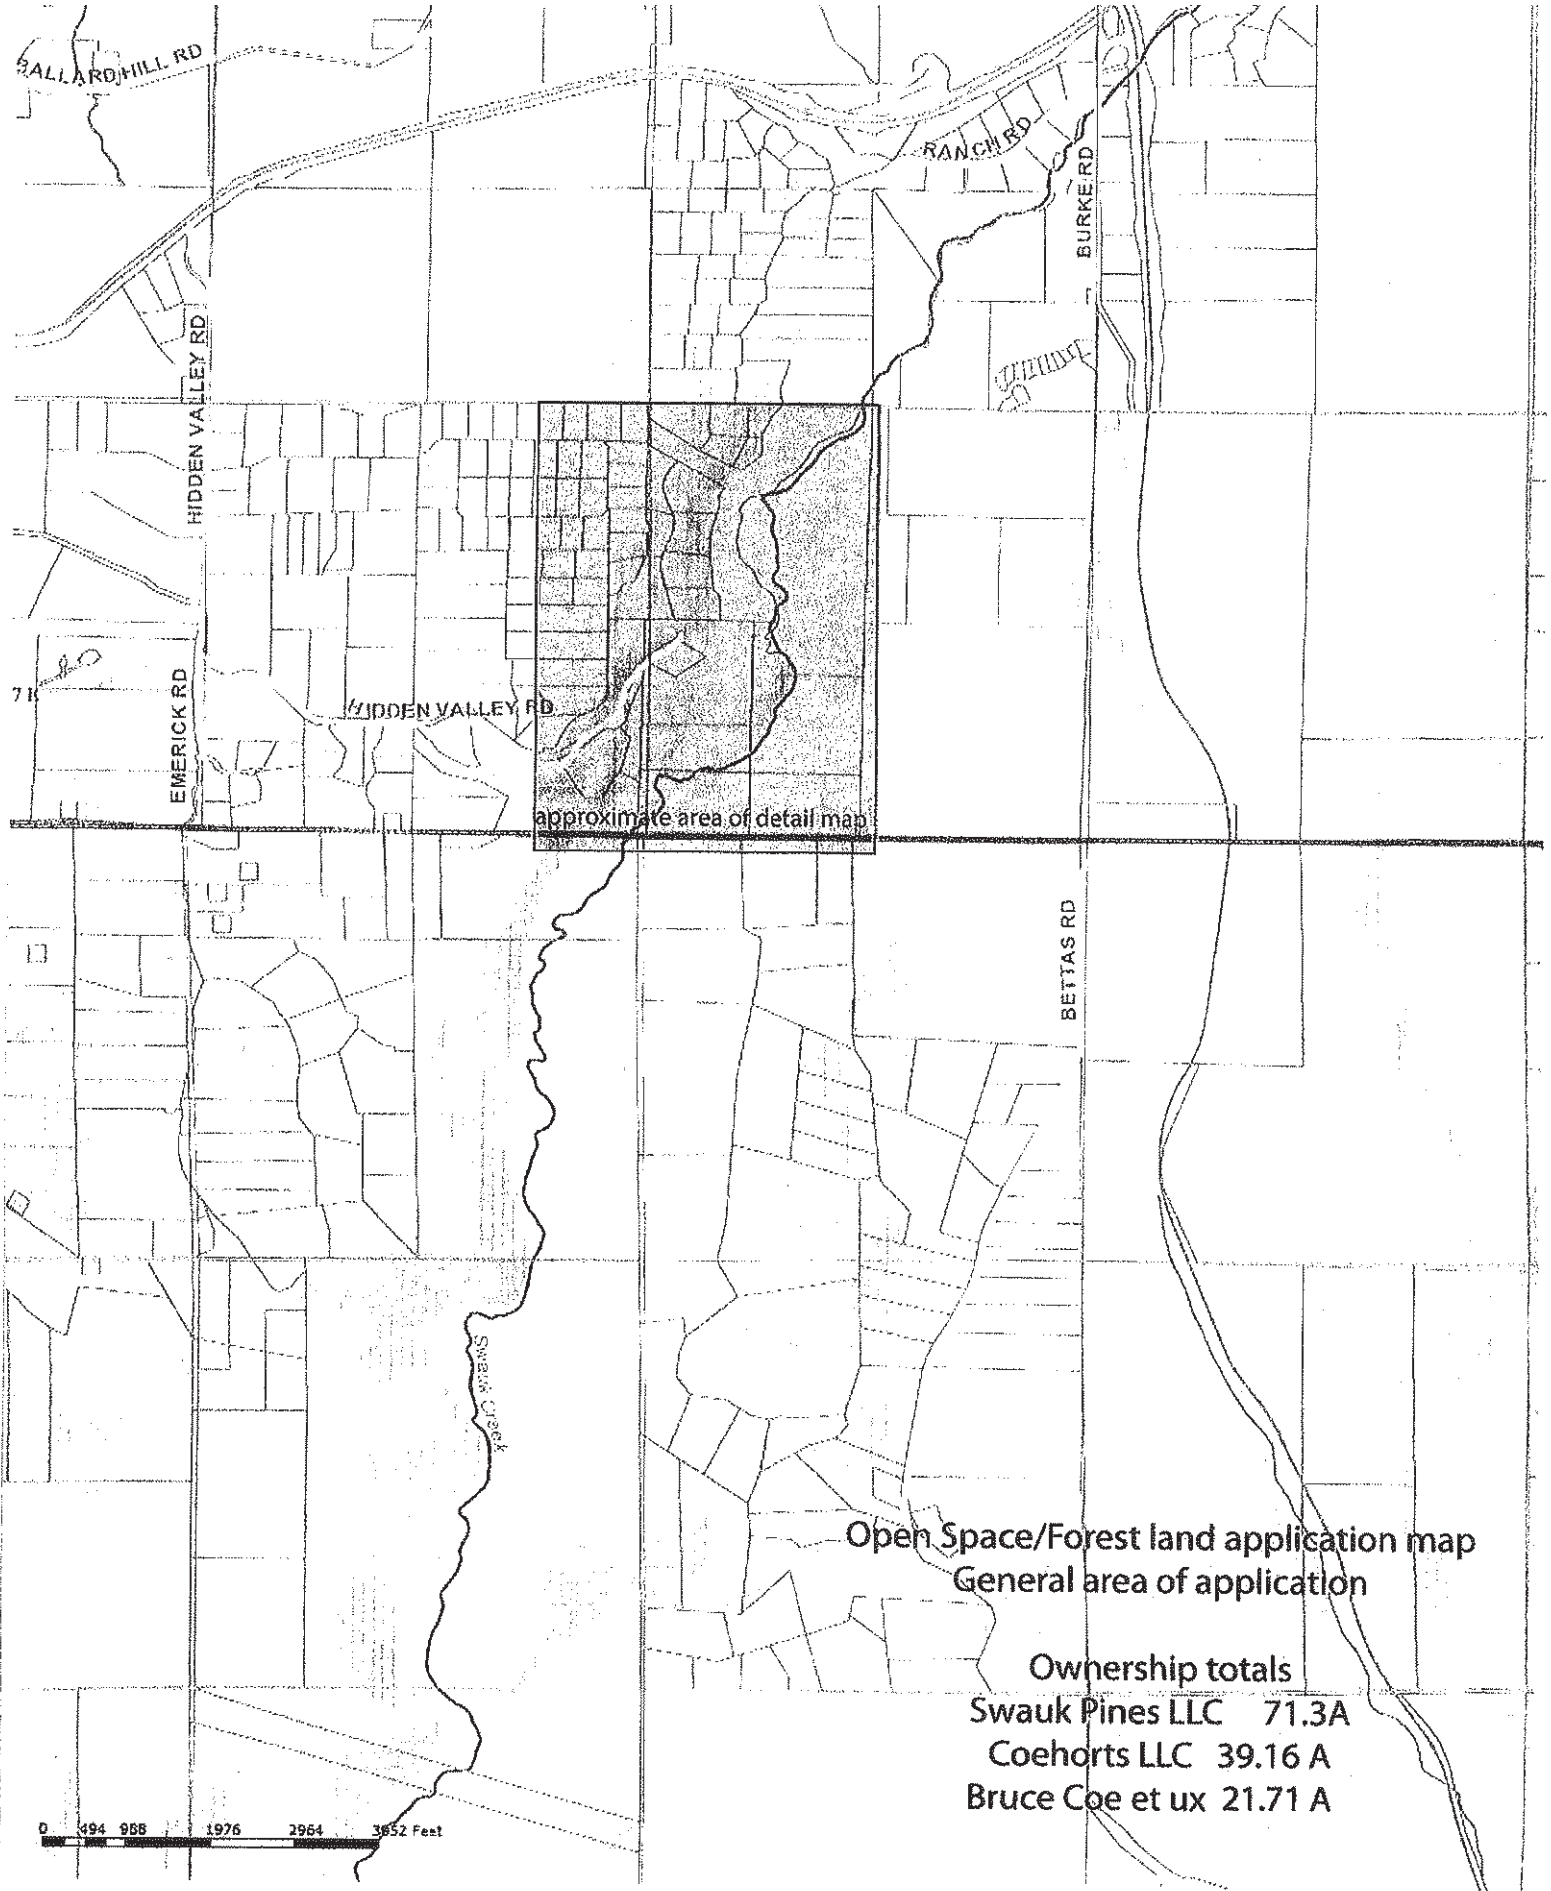 BALLARD HILL RD
RANCH RD
BURKE RD
HIDDEN VALLEY RD
EMERICK RD
HIDDEN VALLEY RD
approximate area of detail map
BETTAS RD
Swauk Creek
Open Space/Forest land application map
General area of application
Ownership totals
Swauk Pines LLC 71.3A
Coehorts LLC 39.16 A
Bruce Coe et ux 21.71 A
0 494 988 1976 2964 3952 Feet